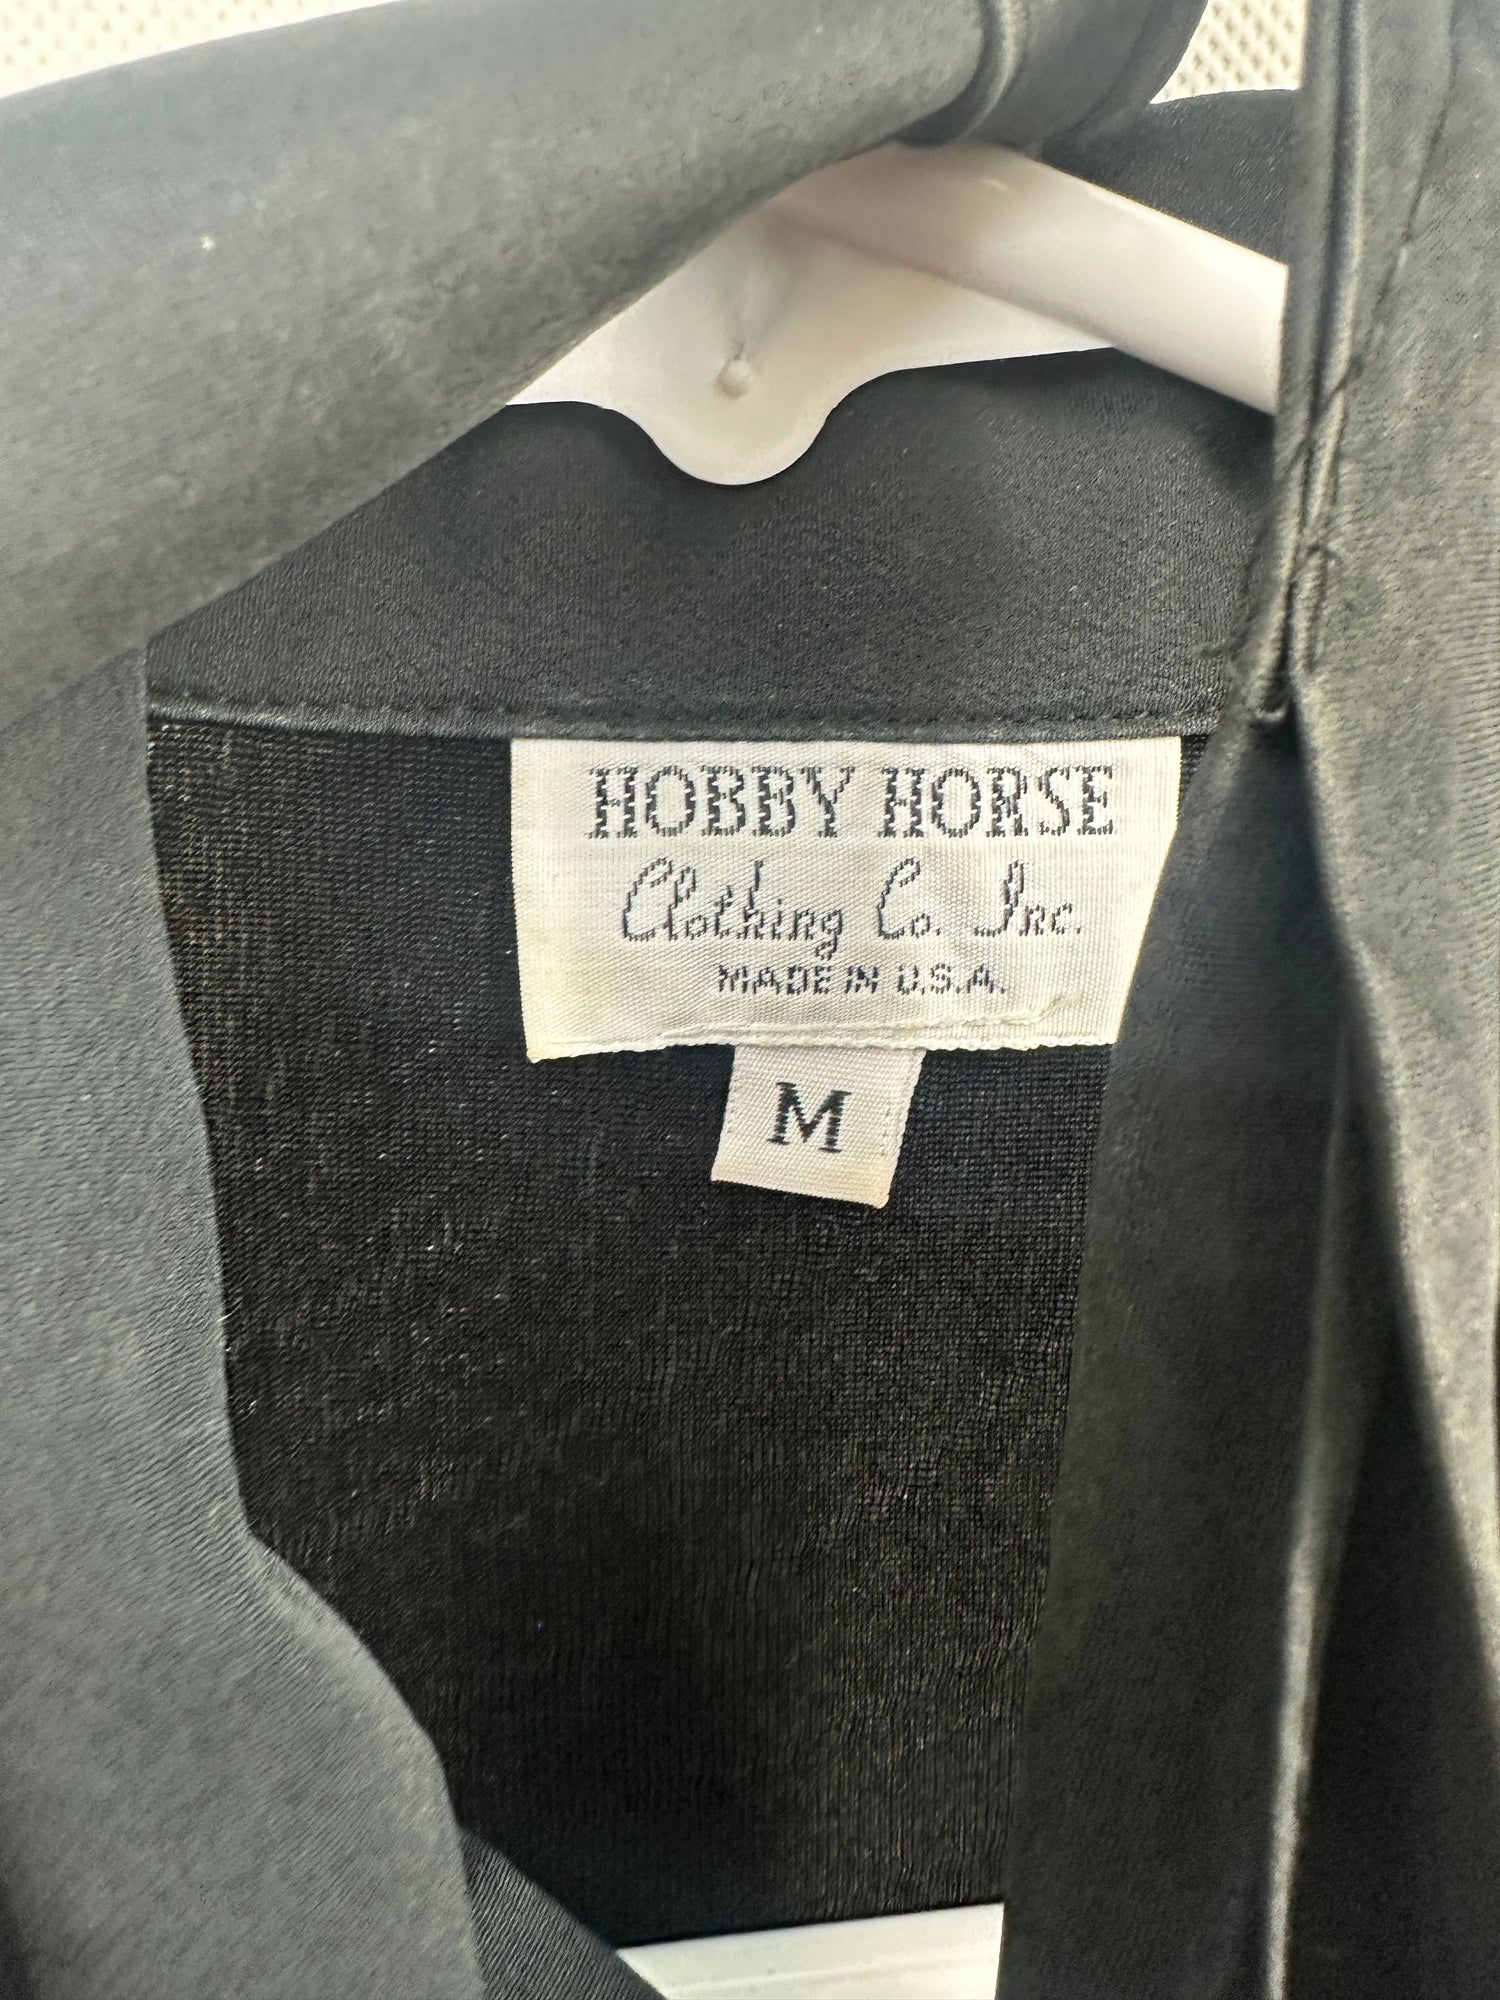 HOBBY HORSE
Clothing Co. Inc.
MADE IN U.S.A.
M